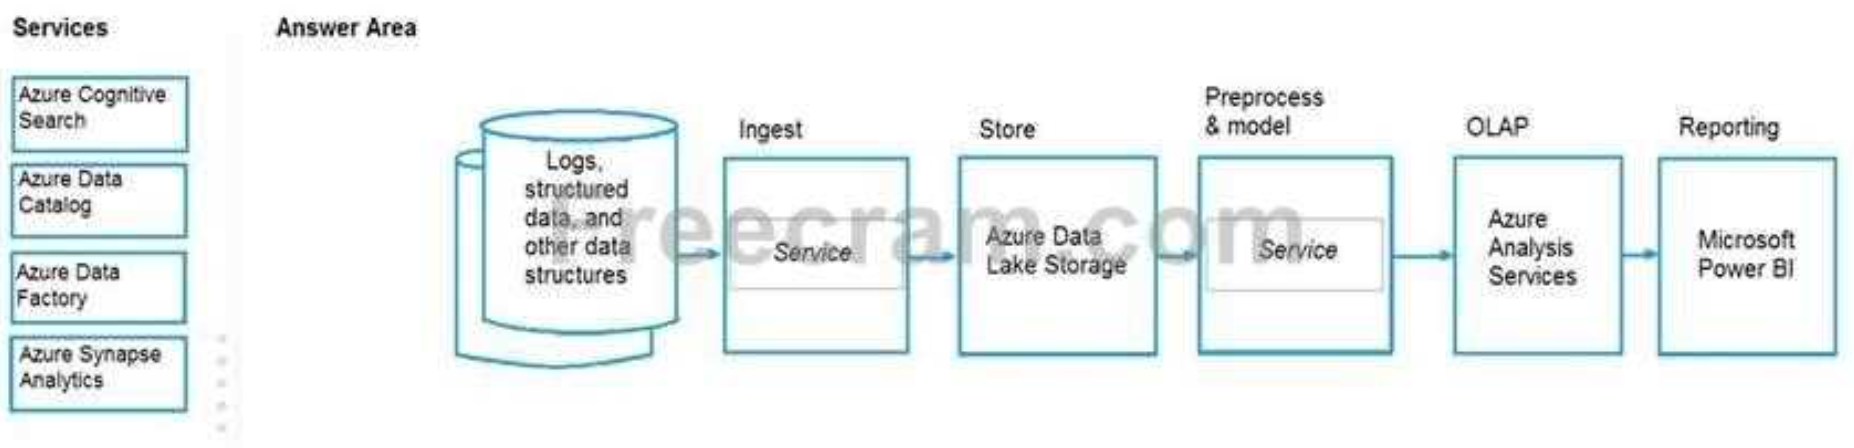 Services
Answer Area
Azure Cognitive
Search
Azure Data
Catalog
Azure Data
Factory
Azure Synapse
Analytics
Logs,
structured
data, and
other data
structures
Ingest
Service
Store
Azure Data
Lake Storage
Preprocess
& model
Service
OLAP
Azure
Analysis
Services
Reporting
Microsoft
Power BI
Freecram.com